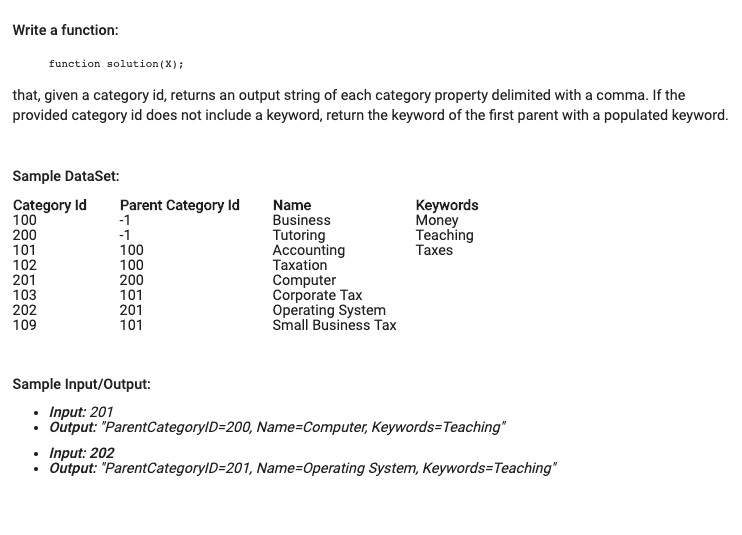 Write a function:
function solution(X);
that, given a category id, returns an output string of each category property delimited with a comma. If the
provided category id does not include a keyword, return the keyword of the first parent with a populated keyword.
Sample DataSet:
Category Id Parent Category Id Name Keywords
100 -1 Business Money
200 -1 Tutoring Teaching
101 100 Accounting Taxes
102 100 Taxation
201 200 Computer
103 101 Corporate Tax
202 201 Operating System
109 101 Small Business Tax
Sample Input/Output:
• Input: 201
• Output: "ParentCategoryID=200, Name=Computer, Keywords=Teaching"
• Input: 202
• Output: "ParentCategoryID=201, Name=Operating System, Keywords=Teaching"